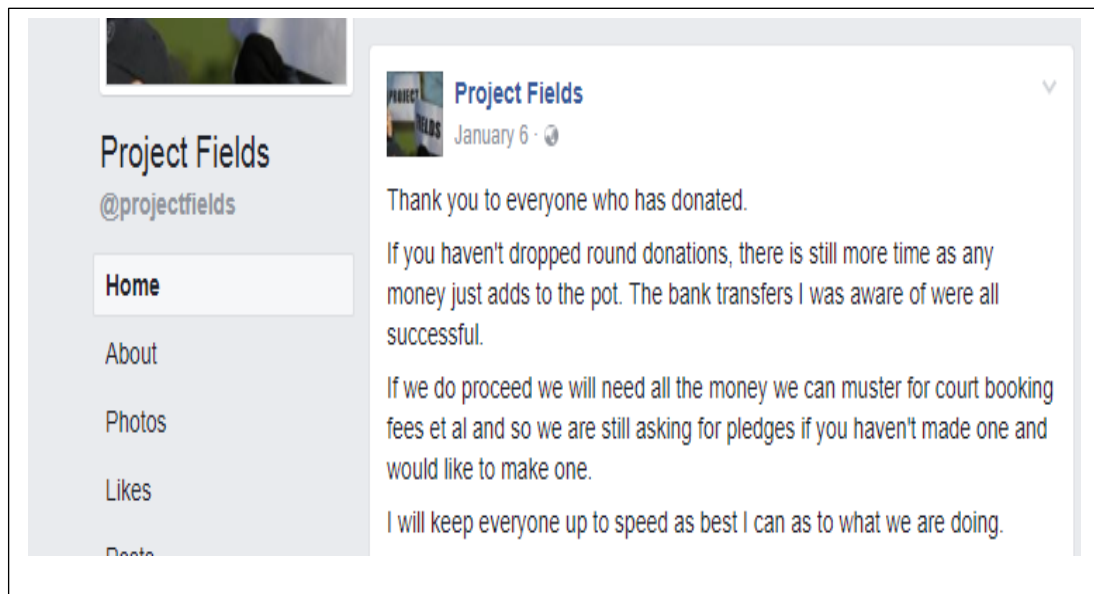 Project Fields
@projectfields
Home
About
Photos
Likes
PROJECT
Project Fields
January 6
Thank you to everyone who has donated.
If you haven't dropped round donations, there is still more time as any
money just adds to the pot. The bank transfers I was aware of were all
successful.
If we do proceed we will need all the money we can muster for court booking
fees et al and so we are still asking for pledges if you haven't made one and
would like to make one.
I will keep everyone up to speed as best I can as to what we are doing.